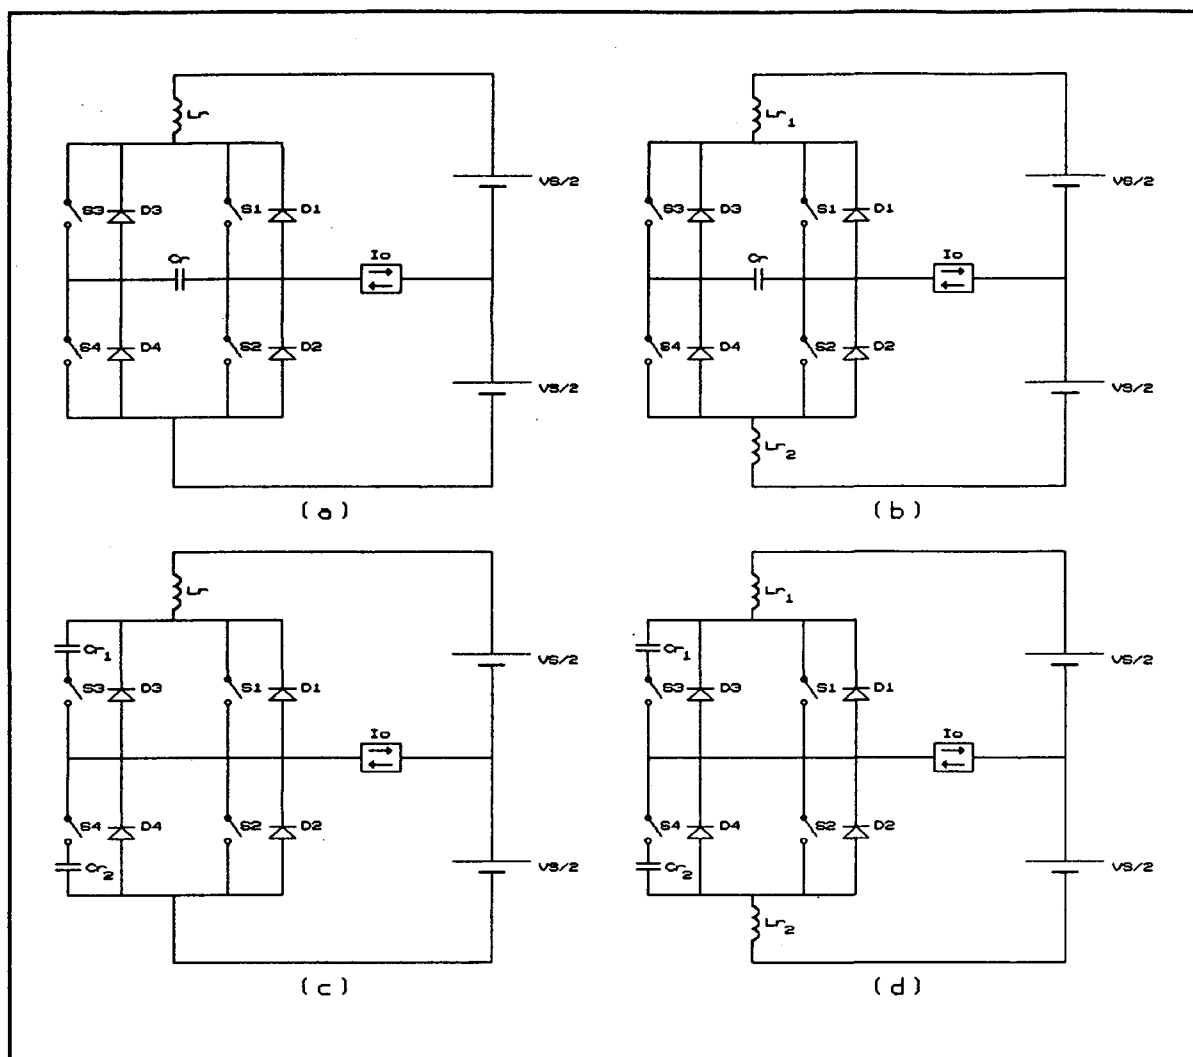 Lr
VS/2
S3
D3
S1
D1
Cr
Io
S4
D4
S2
D2
VS/2
(a)
Lr1
VS/2
S3
D3
S1
D1
Cr
Io
S4
D4
S2
D2
VS/2
Lr2
(b)
Lr
Cr1
VS/2
S3
D3
S1
D1
Io
S4
D4
S2
D2
Cr2
VS/2
(c)
Lr1
Cr1
VS/2
S3
D3
S1
D1
Io
S4
D4
S2
D2
Cr2
VS/2
Lr2
(d)